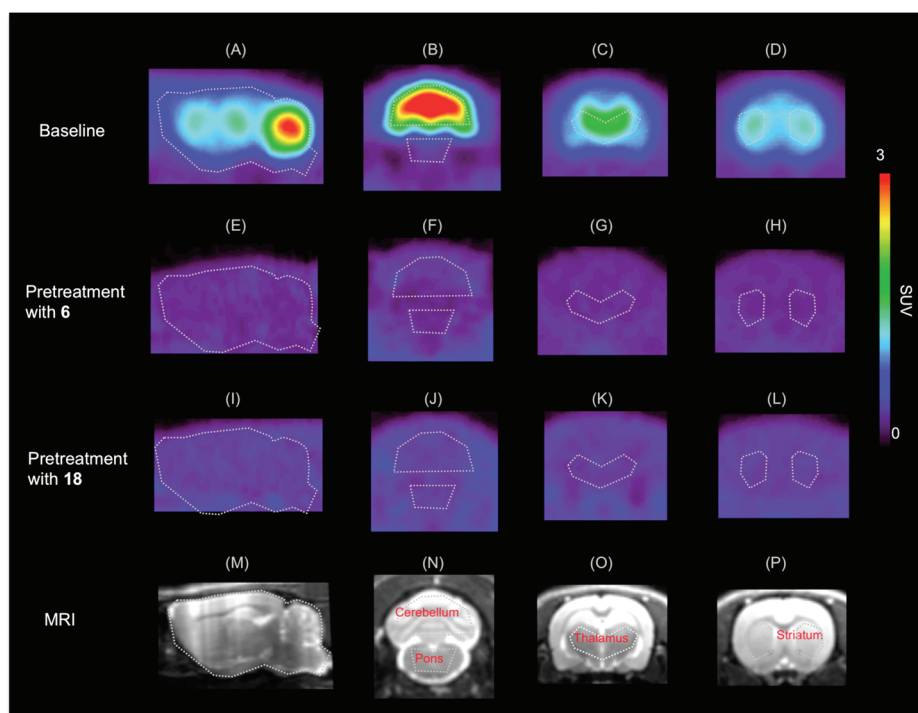 (A) (B) (C) (D)
Baseline
3
(E) (F) (G) (H)
Pretreatment
with 6
SUV
(I) (J) (K) (L)
0
Pretreatment
with 18
(M) (N) (O) (P)
MRI
Cerebellum
Thalamus
Striatum
Pons